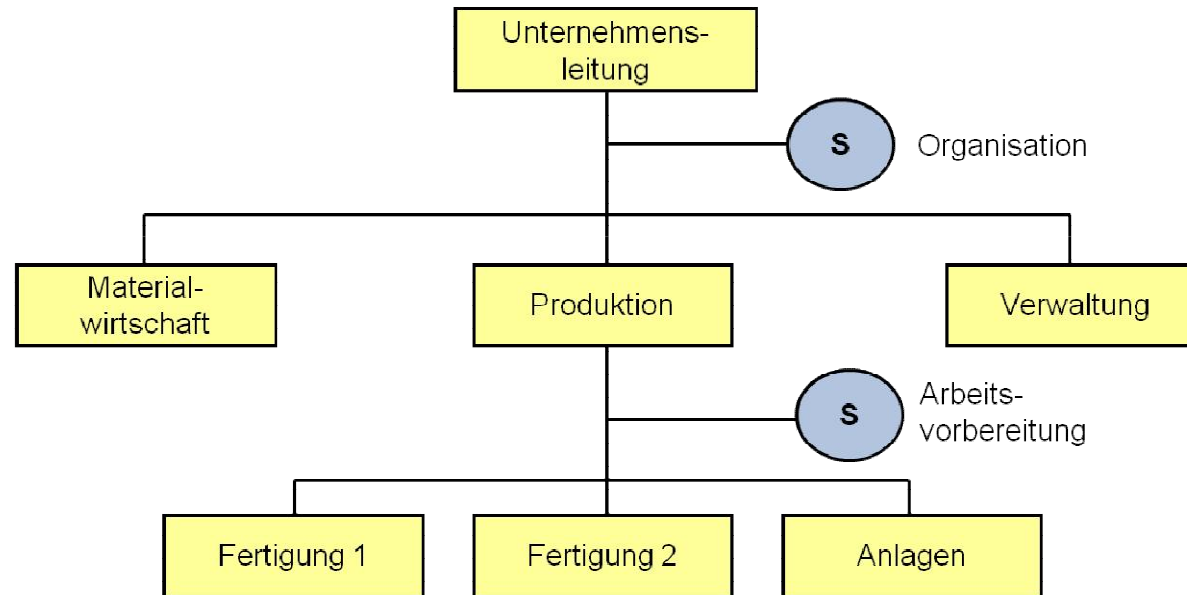 Unternehmens-
leitung
S
Organisation
Material-
wirtschaft
Produktion
Verwaltung
S
Arbeits-
vorbereitung
Fertigung 1
Fertigung 2
Anlagen